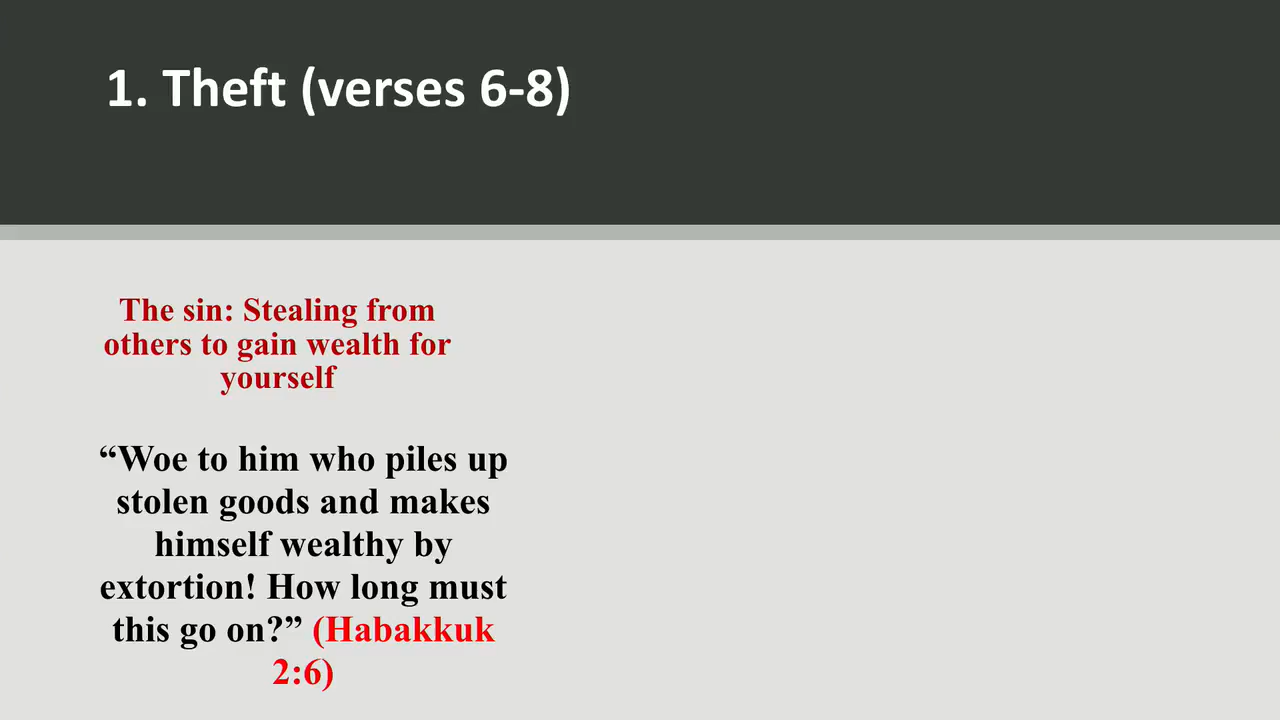 1. Theft (verses 6-8)
The sin: Stealing from
others to gain wealth for
yourself
“Woe to him who piles up
stolen goods and makes
himself wealthy by
extortion! How long must
this go on?” (Habakkuk
2:6)